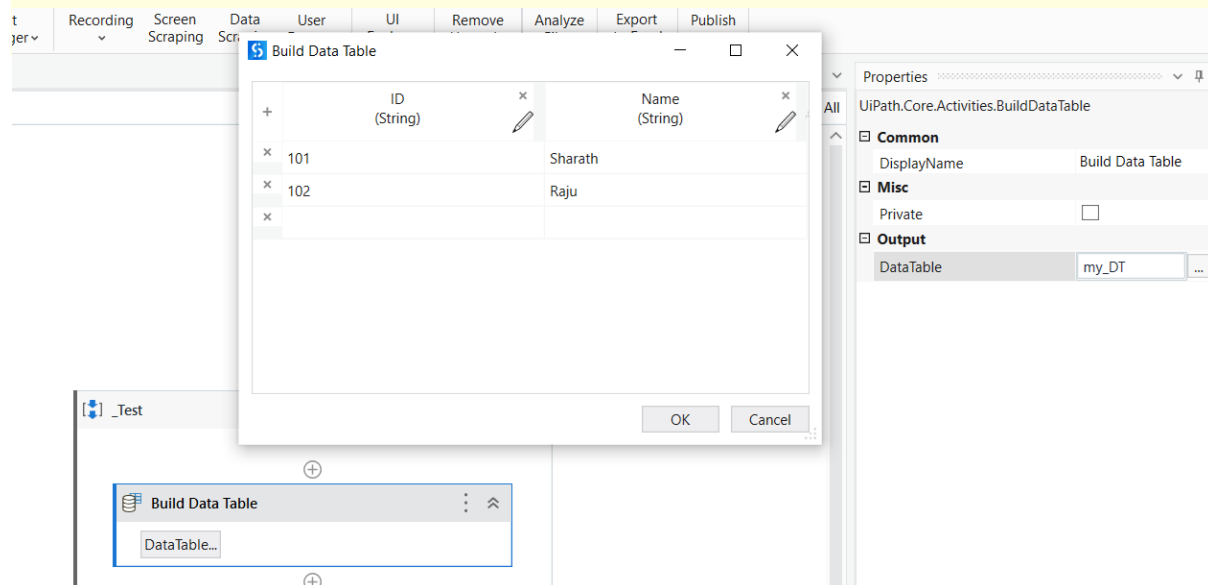 Recording Screen Data User UI Remove Analyze Export Publish
Scraping
Build Data Table
ID Name
(String) (String)
101 Sharath
102 Raju
OK Cancel
All
Properties
UiPath.Core.Activities.BuildDataTable
Common
DisplayName Build Data Table
Misc
Private
Output
DataTable my_DT ...
_Test
Build Data Table
DataTable...